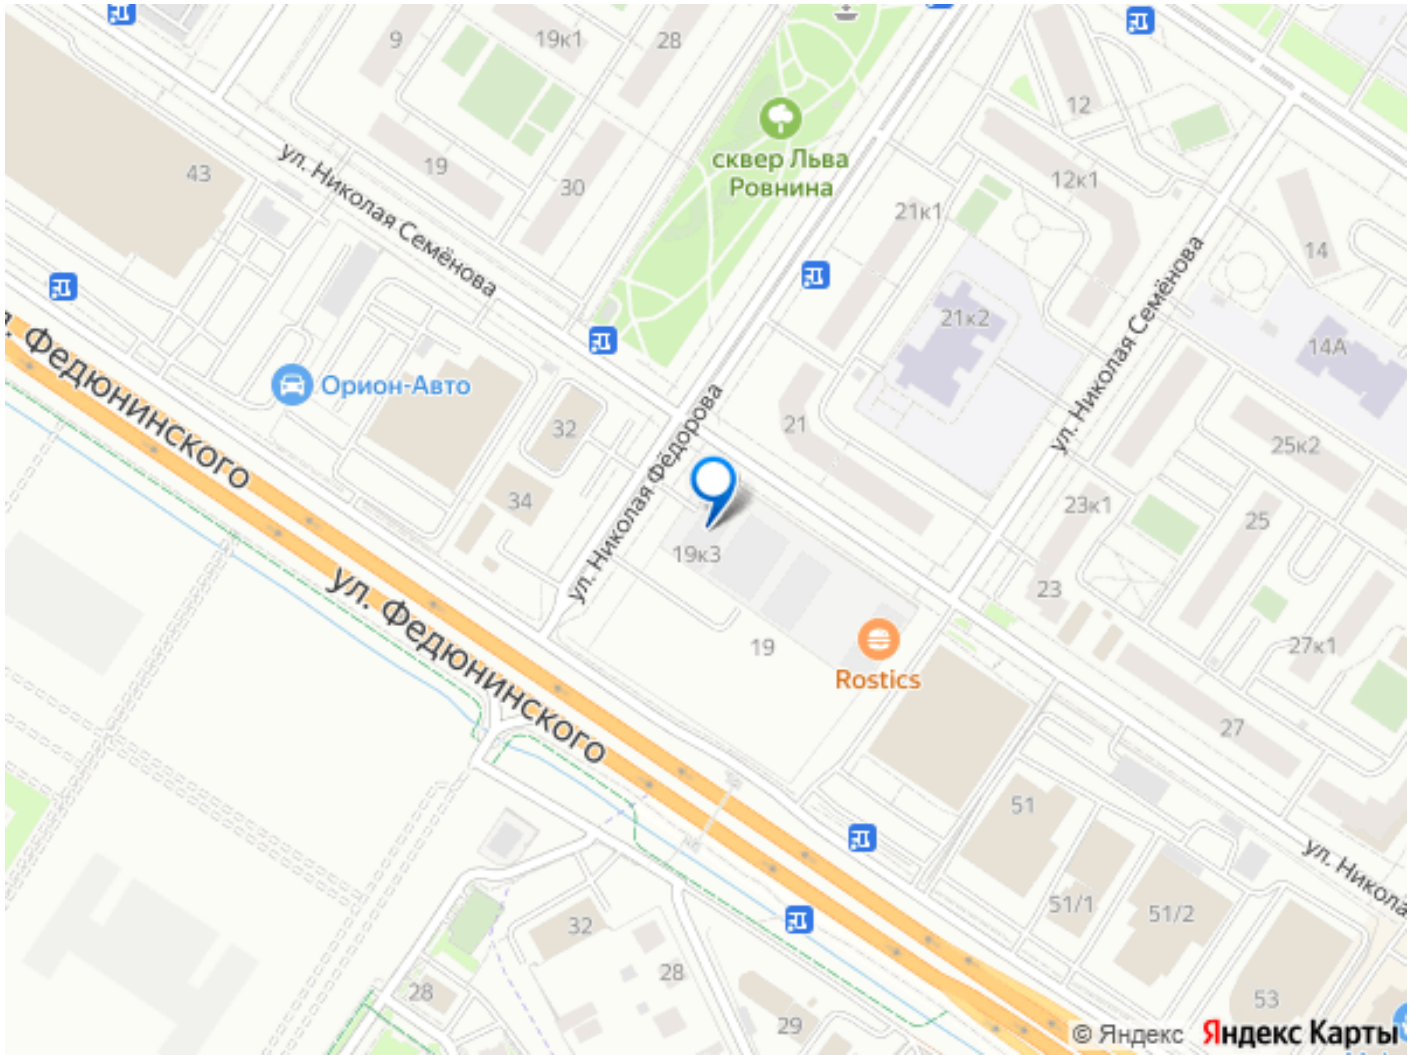 9
19к1
28
12
сквер Льва
Ровнина
43
19
30
ул. Николая Семёнова
12к1
21к1
14
21к2
14А
ул. Николая Семёнова
Орион-Авто
ул. Федюнинского
32
21
25к2
34
ул. Николая Фёдорова
23к1
25
19к3
23
ул. Федюнинского
19
27к1
Rostics
27
51
ул. Никола
51/1
51/2
32
28
28
29
53
© Яндекс
Яндекс Карты